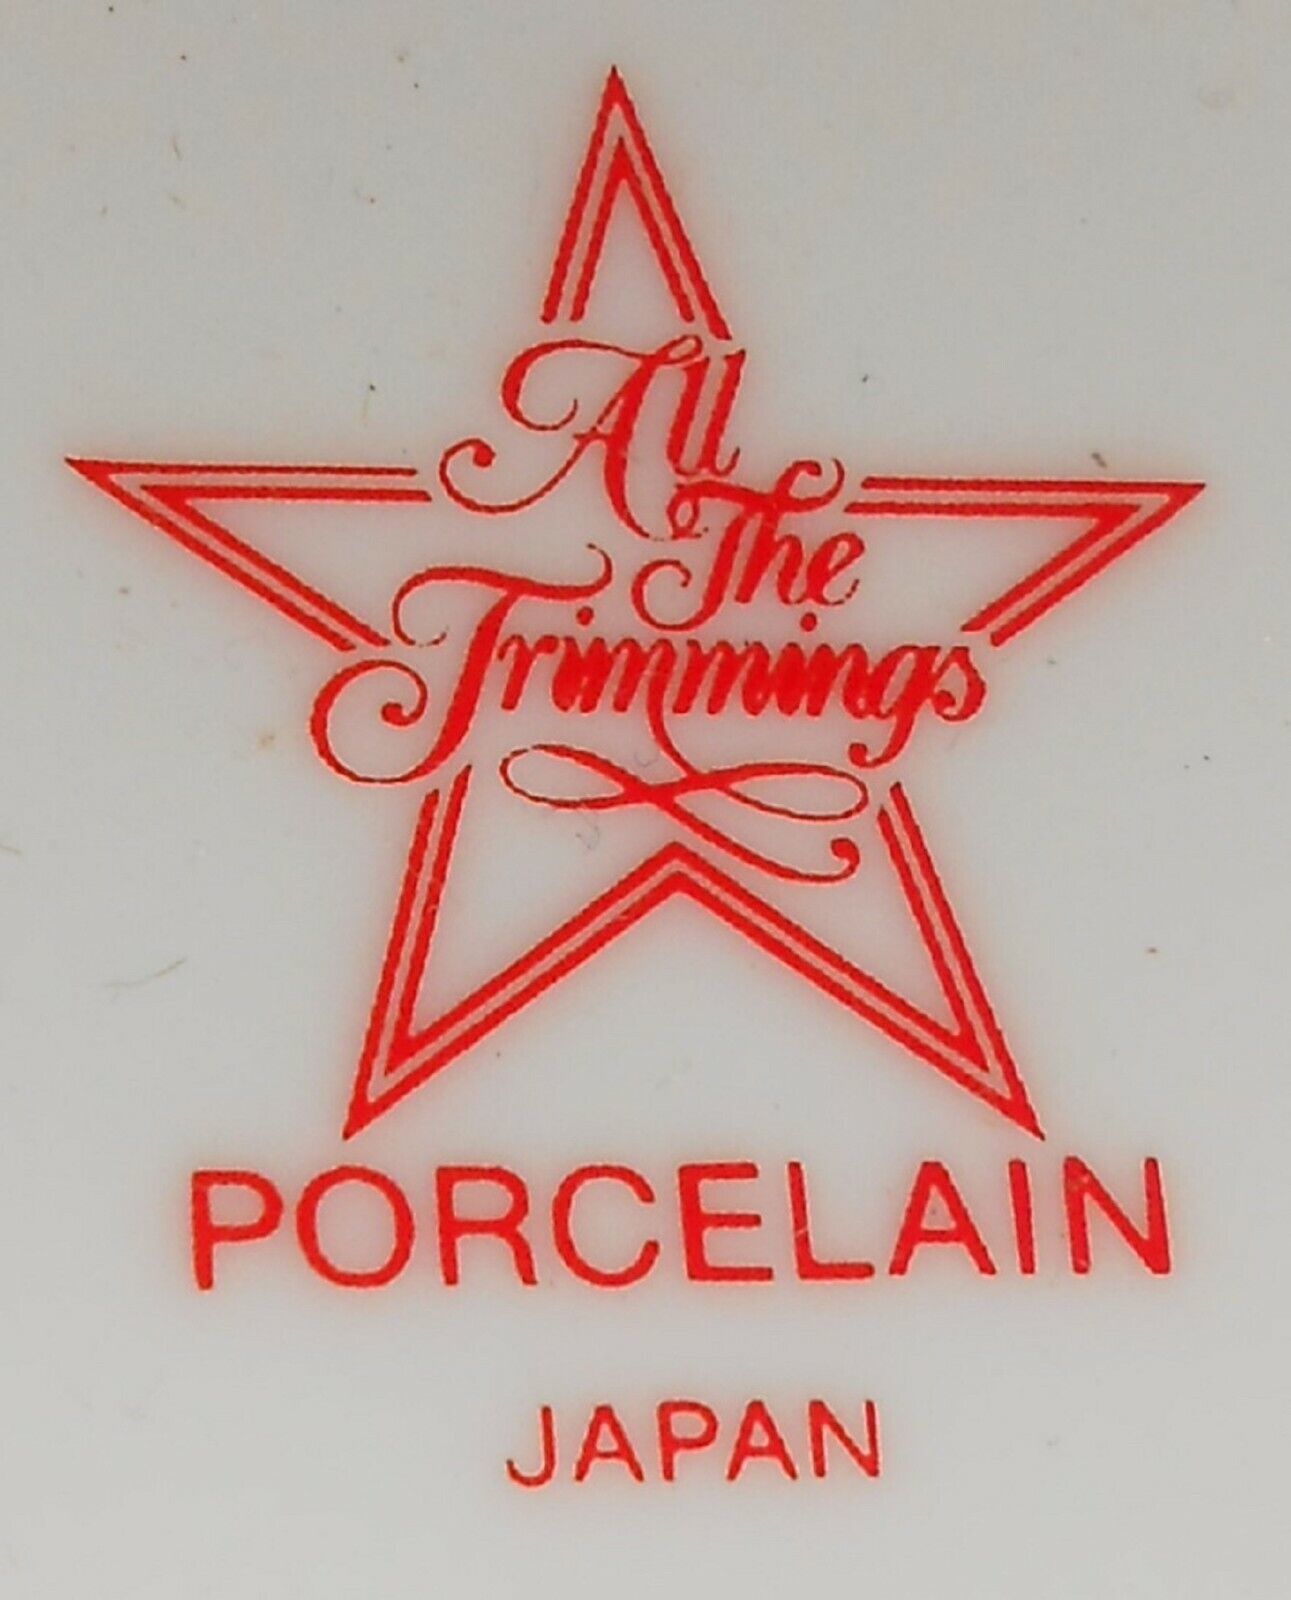 All
The
Trimmings
PORCELAIN
JAPAN